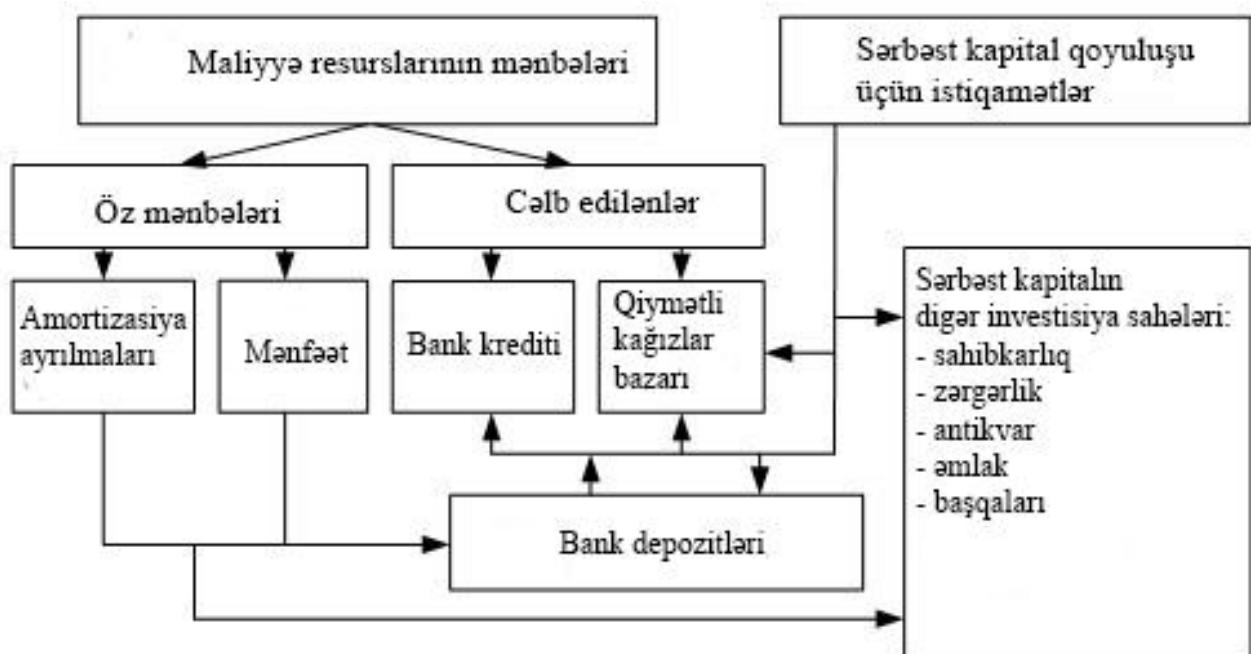 Maliyyə resurslarının mənbələri
Sərbəst kapital qoyuluşu
üçün istiqamətlər
Öz mənbələri
Cəlb edilənlər
Amortizasiya
ayrılmaları
Mənfəət
Bank krediti
Qiymətli
kağızlar
bazarı
Sərbəst kapitalın
digər investisiya sahələri:
- sahibkarlıq
- zərgərlik
- antikvar
- əmlak
- başqaları
Bank depozitləri